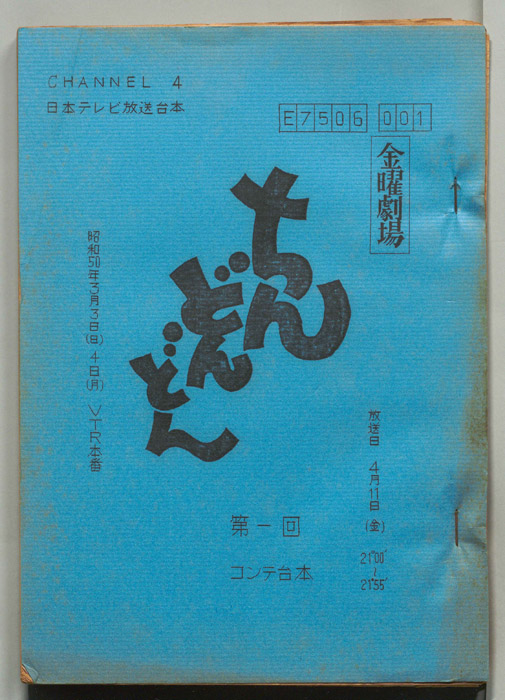 CHANNEL 4
日本テレビ放送台本
E7506 001
金曜劇場
ちん
どん
どん
昭和50年3月3日(日) 4日(月) VTR本番
放送日 4月11日(金)
21°00'
~
21°55'
第一回
コンテ台本